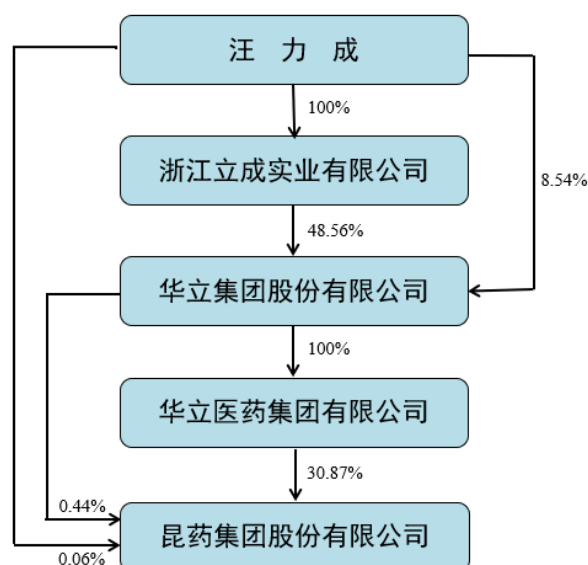 汪 力 成
100%
浙江立成实业有限公司
8.54%
48.56%
华立集团股份有限公司
100%
华立医药集团有限公司
30.87%
0.44%
昆药集团股份有限公司
0.06%